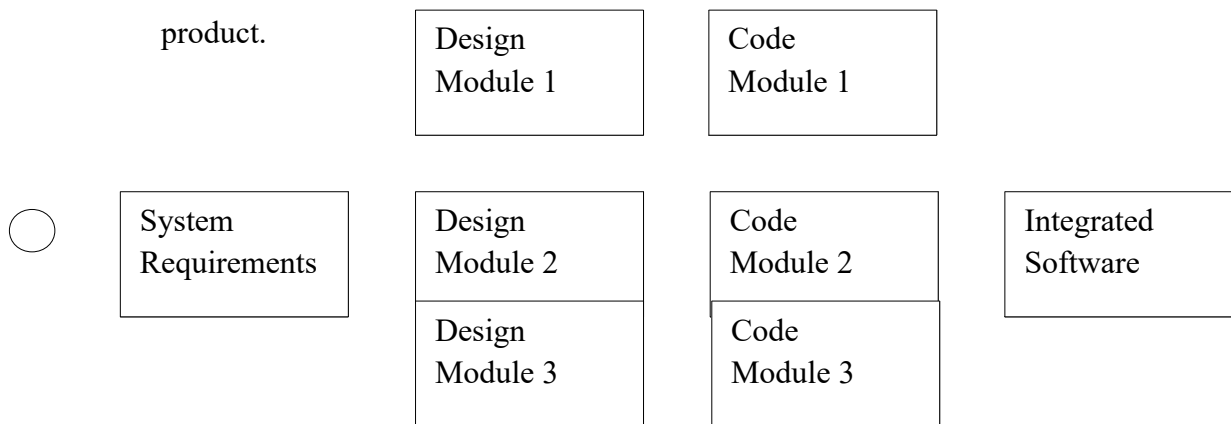 product.
Design
Module 1
Code
Module 1
System
Requirements
Design
Module 2
Code
Module 2
Integrated
Software
Design
Module 3
Code
Module 3